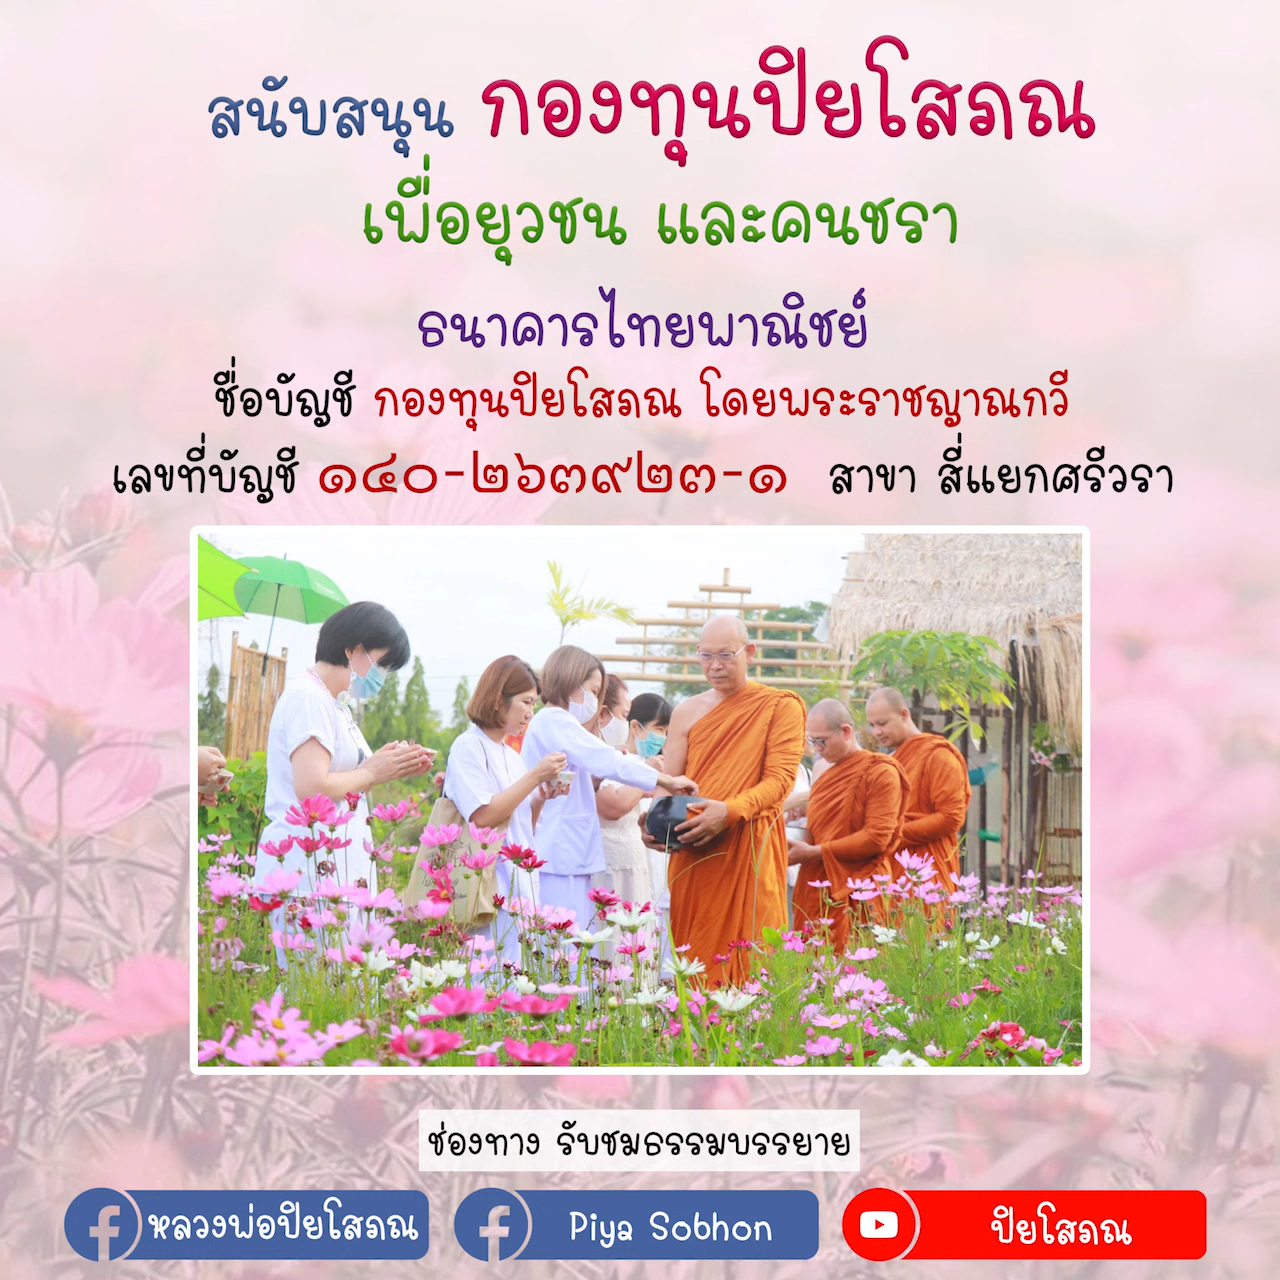 สนับสนุน กองทุนปิยโสภณ
เพื่อยุวชน และคนชรา
ธนาคารไทยพาณิชย์
ชื่อบัญชี กองทุนปิยโสภณ โดยพระราชญาณกวี
เลขที่บัญชี ๑๔๐-๒๖๓๙๒๓-๑ สาขา สี่แยกศรีวรา
ช่องทาง รับชมธรรมบรรยาย
หลวงพ่อปิยโสภณ
Piya Sobhon
ปิยโสภณ